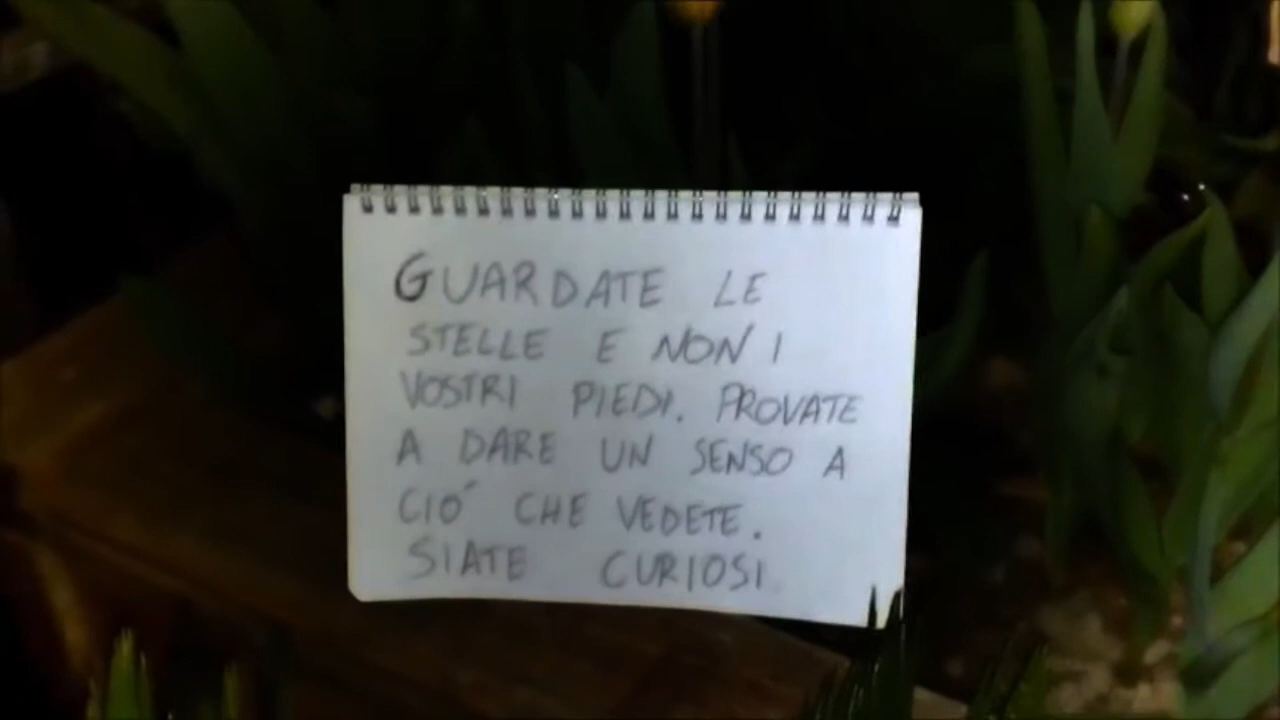 GUARDATE LE
STELLE E NON I
VOSTRI PIEDI. PROVATE
A DARE UN SENSO A
CIO' CHE VEDETE.
SIATE CURIOSI